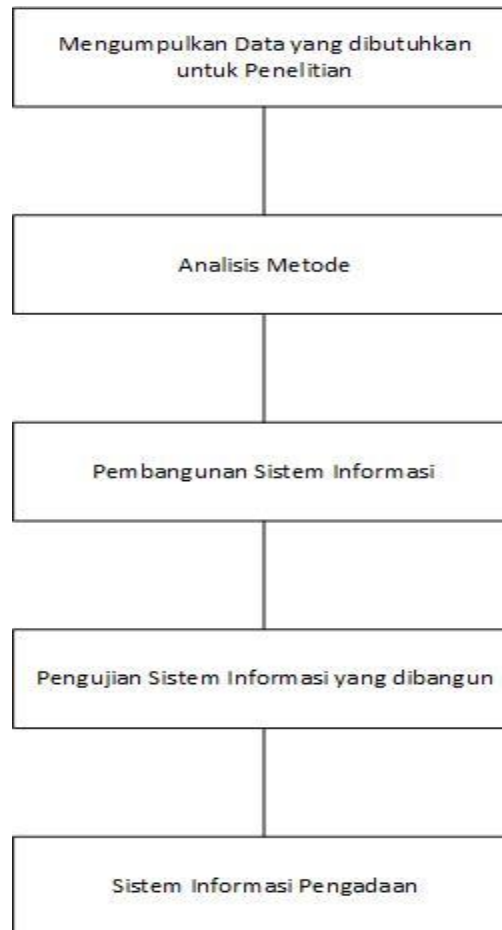 Mengumpulkan Data yang dibutuhkan
untuk Penelitian
Analisis Metode
Pembangunan Sistem Informasi
Pengujian Sistem Informasi yang dibangun
Sistem Informasi Pengadaan